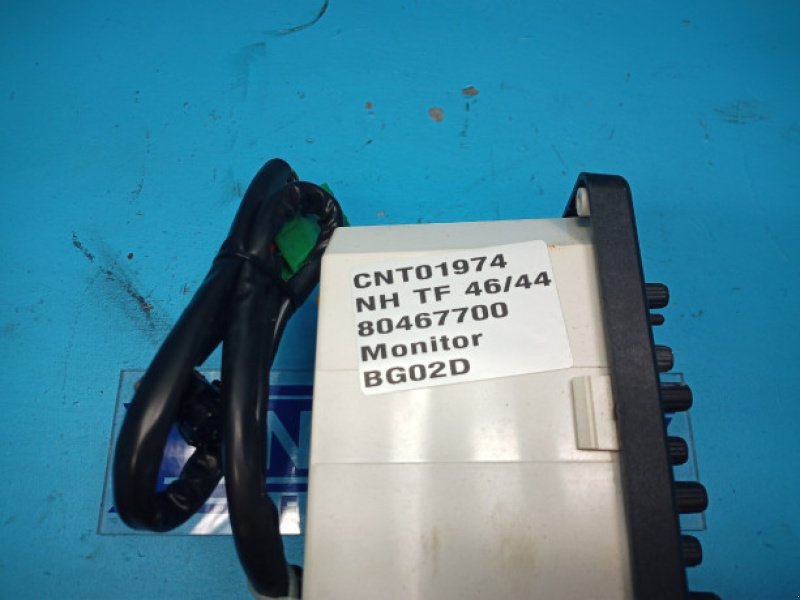 CNT01974
NH TF 46/44
80467700
Monitor
BG02D